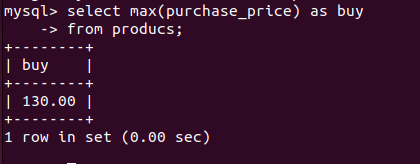 mysql> select max(purchase_price) as buy
    -> from producs;
+--------+
| buy    |
+--------+
| 130.00 |
+--------+
1 row in set (0.00 sec)